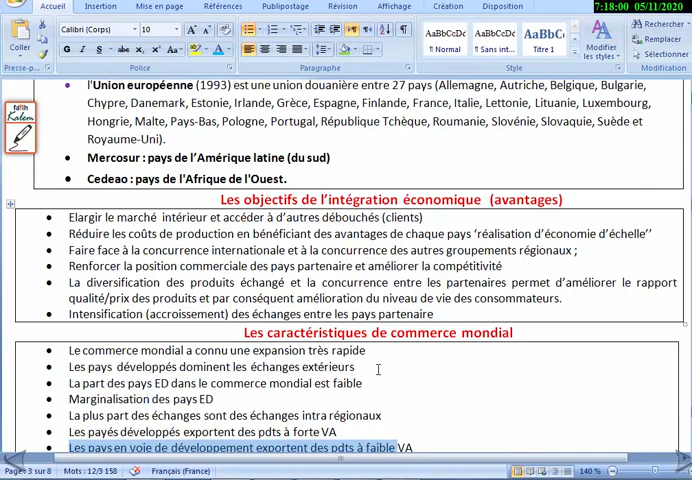 7:18:00 05/11/2020
Accueil Insertion Mise en page Références Publipostage Révision Affichage Création Disposition
Calibri (Corps) 10
Coller
AaBbCcDc AaBbCcDc AaBbC
¶ Normal ¶ Sans int... Titre 1
Modifier les styles
Rechercher
Remplacer
Sélectionner
Presse-p... Police Paragraphe Style Modification
fatih
Kalem
• l'Union européenne (1993) est une union douanière entre 27 pays (Allemagne, Autriche, Belgique, Bulgarie,
Chypre, Danemark, Estonie, Irlande, Grèce, Espagne, Finlande, France, Italie, Lettonie, Lituanie, Luxembourg,
Hongrie, Malte, Pays-Bas, Pologne, Portugal, République Tchèque, Roumanie, Slovénie, Slovaquie, Suède et
Royaume-Uni).
• Mercosur : pays de l’Amérique latine (du sud)
• Cedeao : pays de l'Afrique de l'Ouest.
Les objectifs de l’intégration économique (avantages)
• Elargir le marché intérieur et accéder à d’autres débouchés (clients)
• Réduire les coûts de production en bénéficiant des avantages de chaque pays ‘réalisation d’économie d’échelle’’
• Faire face à la concurrence internationale et à la concurrence des autres groupements régionaux ;
• Renforcer la position commerciale des pays partenaire et améliorer la compétitivité
• La diversification des produits échangé et la concurrence entre les partenaires permet d’améliorer le rapport
qualité/prix des produits et par conséquent amélioration du niveau de vie des consommateurs.
• Intensification (accroissement) des échanges entre les pays partenaire
Les caractéristiques de commerce mondial
• Le commerce mondial a connu une expansion très rapide
• Les pays développés dominent les échanges extérieurs
• La part des pays ED dans le commerce mondial est faible
• Marginalisation des pays ED
• La plus part des échanges sont des échanges intra régionaux
• Les payés développés exportent des pdts à forte VA
• Les pays en voie de développement exportent des pdts à faible VA
Page : 3 sur 8 Mots : 12/3 158 Français (France) 140 %